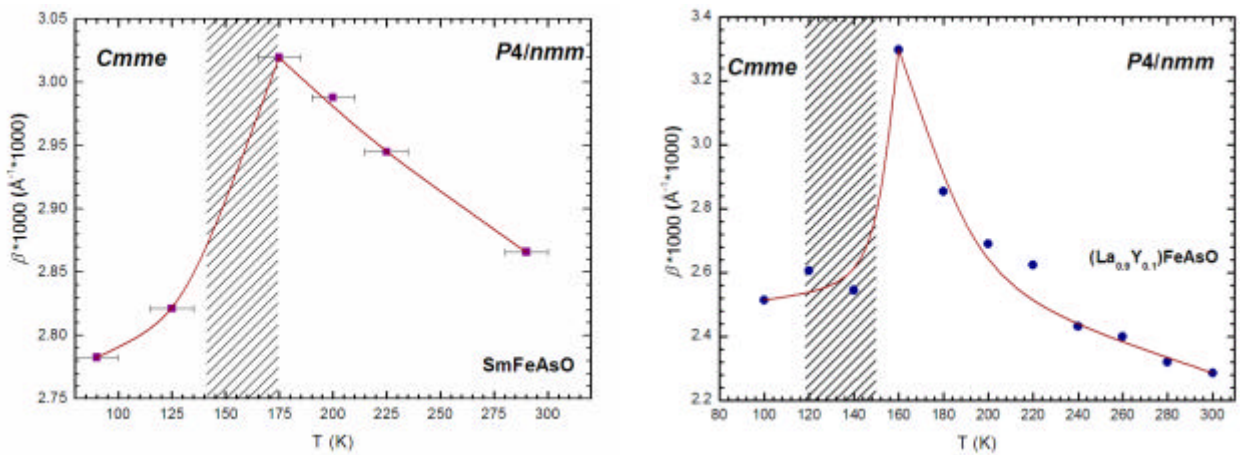 3.05
Cmme
P4/nmm
3.00
2.95
2.90
2.85
2.80
2.75
β*1000 (Å⁻¹*1000)
SmFeAsO
100 125 150 175 200 225 250 275 300
T (K)
3.4
Cmme
P4/nmm
3.2
3.0
2.8
2.6
2.4
2.2
β*1000 (Å⁻¹*1000)
(La₀.₉Y₀.₁)FeAsO
80 100 120 140 160 180 200 220 240 260 280 300
T (K)